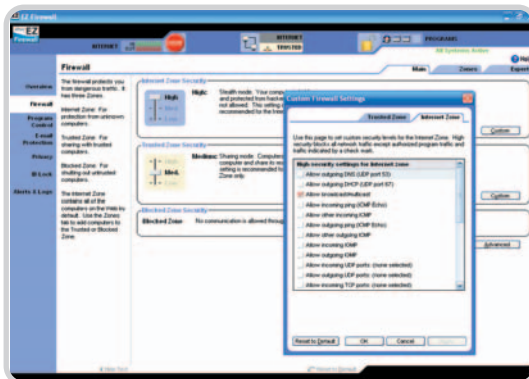 EZ Firewall
EZ
Firewall
INTERNET
STOP
INTERNET
TRUSTED
PROGRAMS
All Systems Active
Firewall
Help
Main
Zones
Expert
Overview
Firewall
Program
Control
E-mail
Protection
Privacy
ID Lock
Alerts & Logs
The firewall protects you
from dangerous traffic. It
has three Zones.
Internet Zone: For
protection from unknown
computers.
Trusted Zone: For
sharing with trusted
computers.
Blocked Zone: For
shutting out untrusted
computers.
The Internet Zone
contains all of the
computers on the Web by
default. Use the Zones
tab to add computers to
the Trusted or Blocked
Zone.
Internet Zone Security
High
Med.
High: Stealth mode. Your
and protected from
not allowed. This setting
recommended for the
Trusted Zone Security
Med.
Medium: Sharing mode. Computers
computer and share its
setting is recommended
Zone only.
Blocked Zone Security
Blocked Zone: No communication is allowed
Custom
Custom
Advanced
Custom Firewall Settings
Trusted Zone
Internet Zone
Use this page to set custom security levels for the Internet Zone. High
security blocks all network traffic except authorized program traffic and
traffic indicated by a check mark.
High security settings for Internet zone
Allow outgoing DNS (UDP port 53)
Allow outgoing DHCP (UDP port 67)
Allow broadcast/multicast
Allow incoming ping (ICMP Echo)
Allow other incoming ICMP
Allow outgoing ping (ICMP Echo)
Allow other outgoing ICMP
Allow incoming IGMP
Allow outgoing IGMP
Allow incoming UDP ports: (none selected)
Allow outgoing UDP ports: (none selected)
Allow incoming TCP ports: (none selected)
Reset to Default
OK
Cancel
Reset to Default